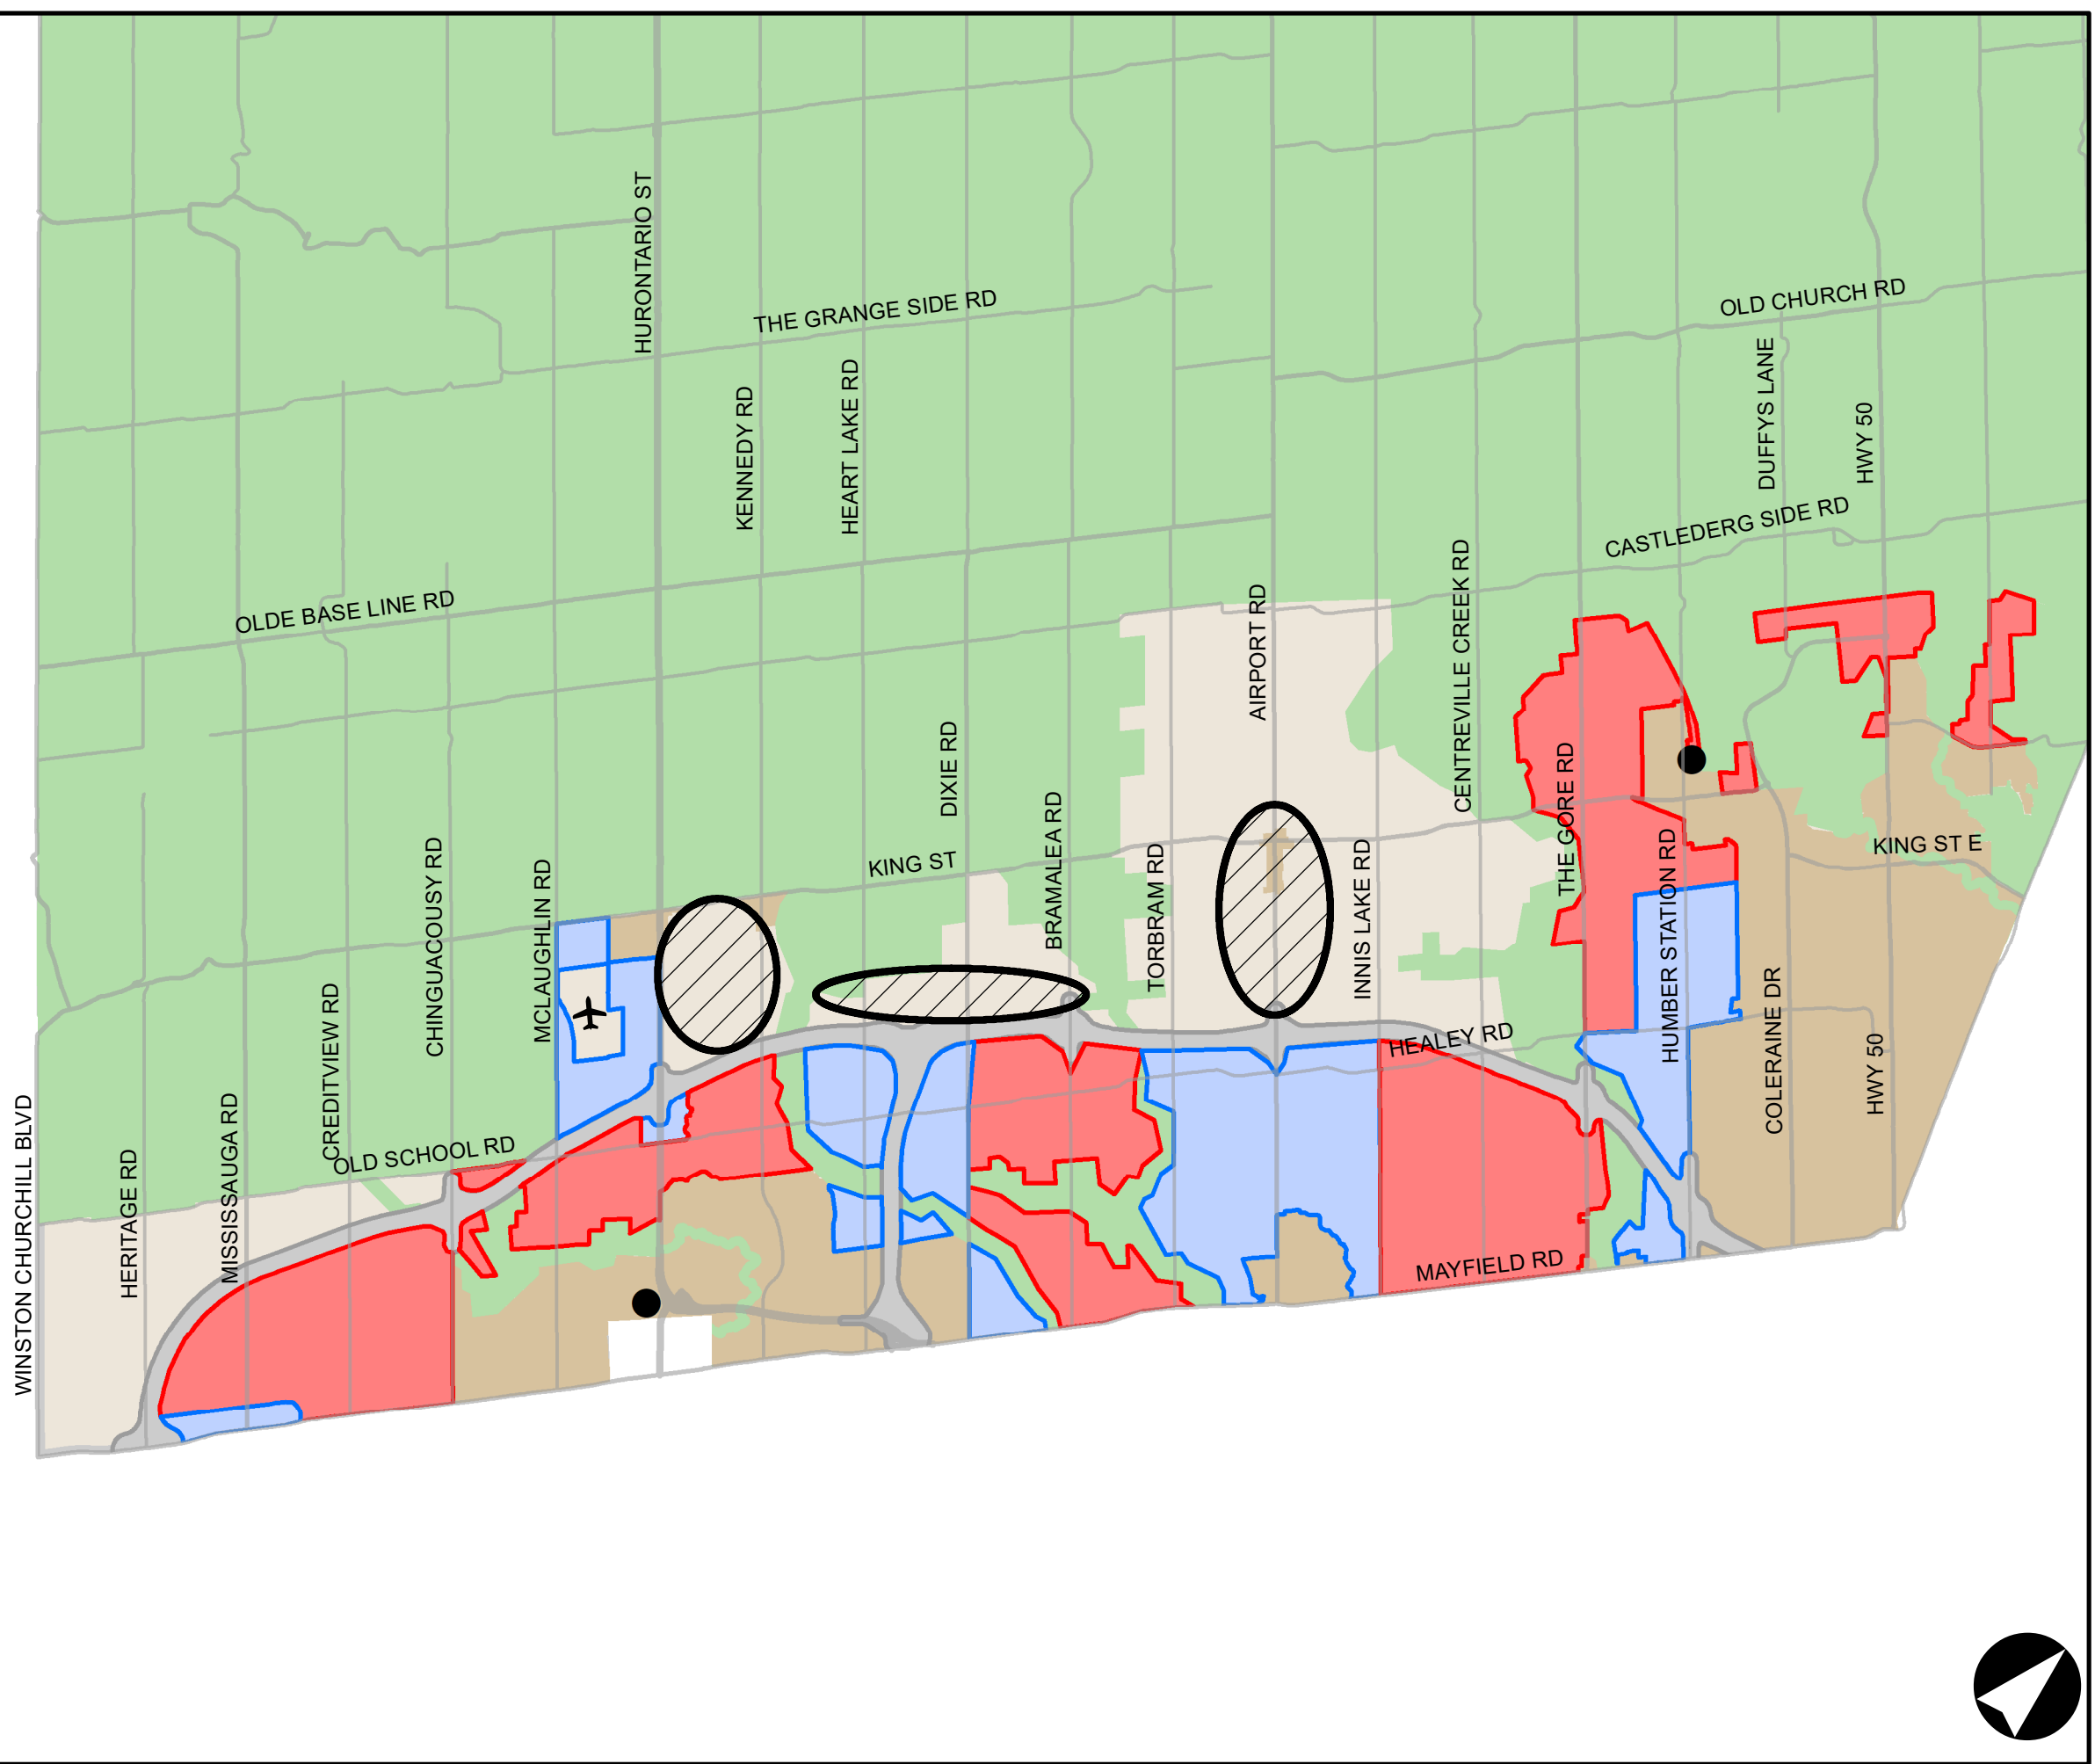 HURONTARIO ST
THE GRANGE SIDE RD
OLD CHURCH RD
KENNEDY RD
HEART LAKE RD
DUFFYS LANE
HWY 50
CASTLEDERG SIDE RD
OLDE BASE LINE RD
AIRPORT RD
CENTREVILLE CREEK RD
DIXIE RD
BRAMALEA RD
KING ST
TORBRAM RD
INNIS LAKE RD
THE GORE RD
HUMBER STATION RD
KING ST E
CHINGUACOUSY RD
MCLAUGHLIN RD
CREDITVIEW RD
HEALEY RD
COLERAINE DR
HWY 50
WINSTON CHURCHILL BLVD
HERITAGE RD
MISSISSAUGA RD
OLD SCHOOL RD
MAYFIELD RD